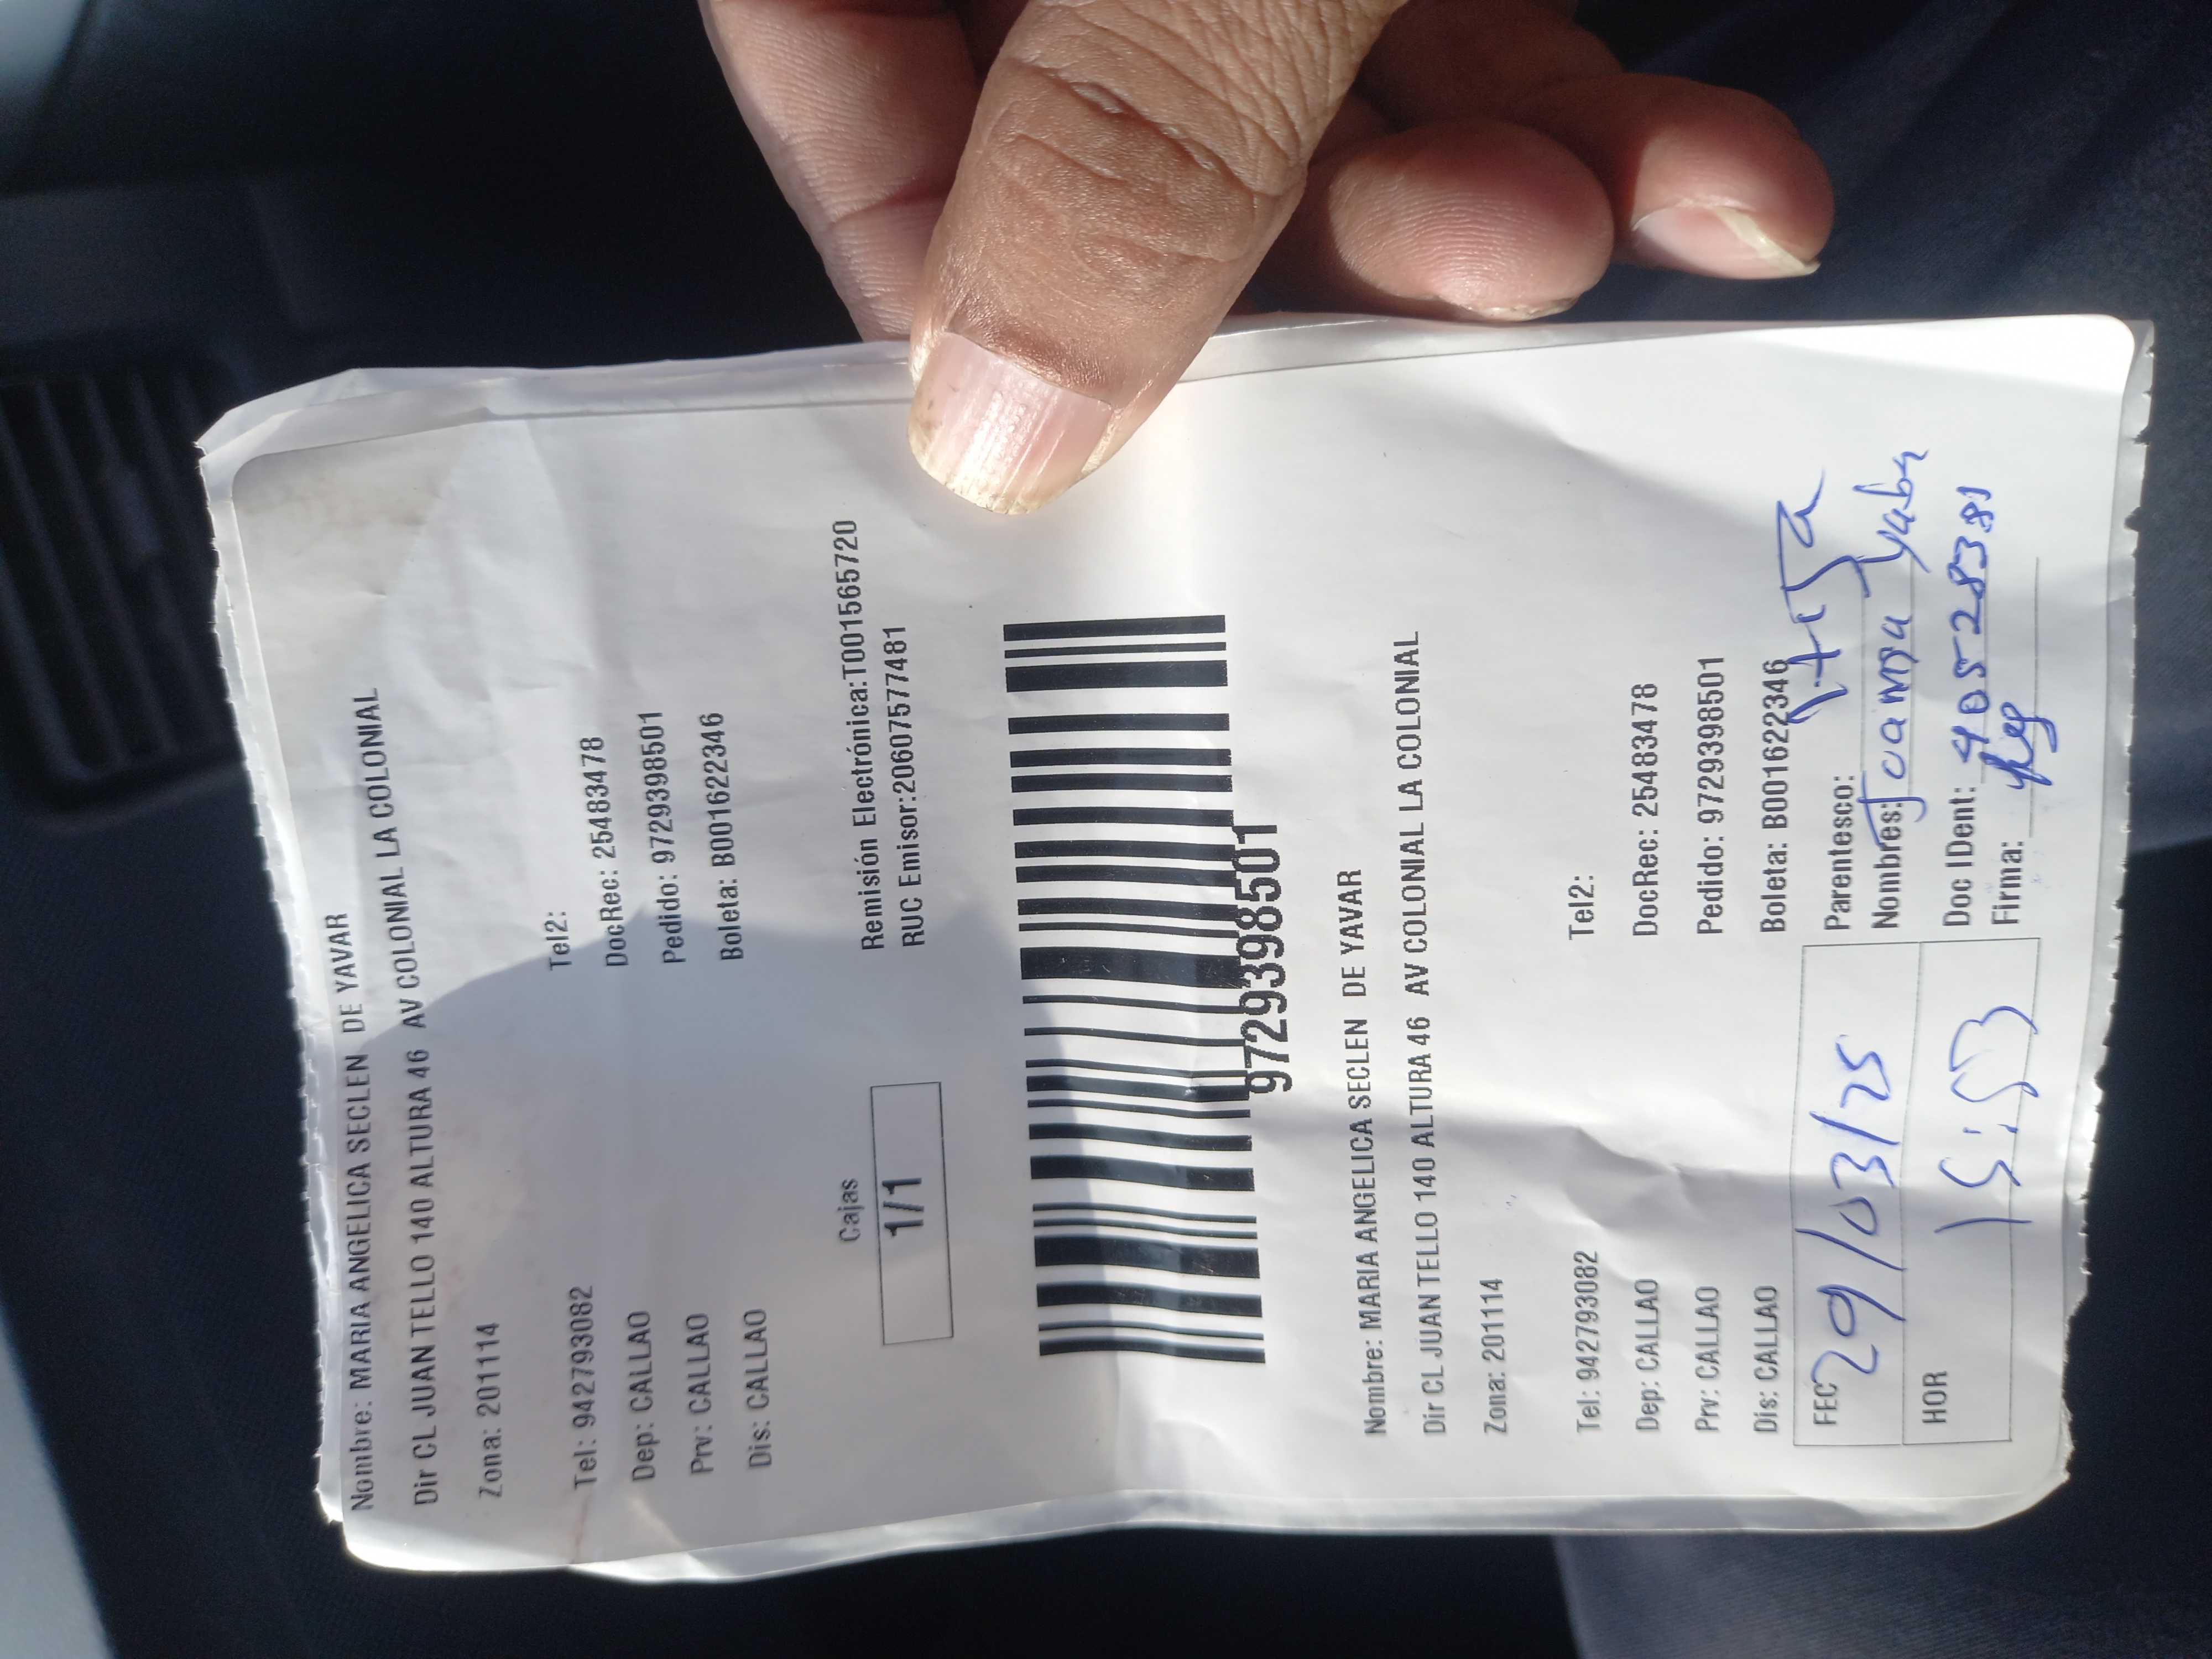 Nombre: MARIA ANGELICA SECLEN DE YAVAR
Dir CL JUAN TELLO 140 ALTURA 46 AV COLONIAL LA COLONIAL
Zona: 201114
Tel: 942793082 Tel2:
Dep: CALLAO DocRec: 25483478
Prv: CALLAO Pedido: 9729398501
Dis: CALLAO Boleta: B001622346
Cajas
1/1
Remisión Electrónica:T001565720
RUC Emisor:20607577481
9729398501
Nombre: MARIA ANGELICA SECLEN DE YAVAR
Dir CL JUAN TELLO 140 ALTURA 46 AV COLONIAL LA COLONIAL
Zona: 201114
Tel: 942793082 Tel2:
Dep: CALLAO DocRec: 25483478
Prv: CALLAO Pedido: 9729398501
Dis: CALLAO Boleta: B001622346
FEC 29/03/25 Parentesco: Hija
Nombres: Joanna
HOR 15:53 Doc IDent: 40528381
Firma: